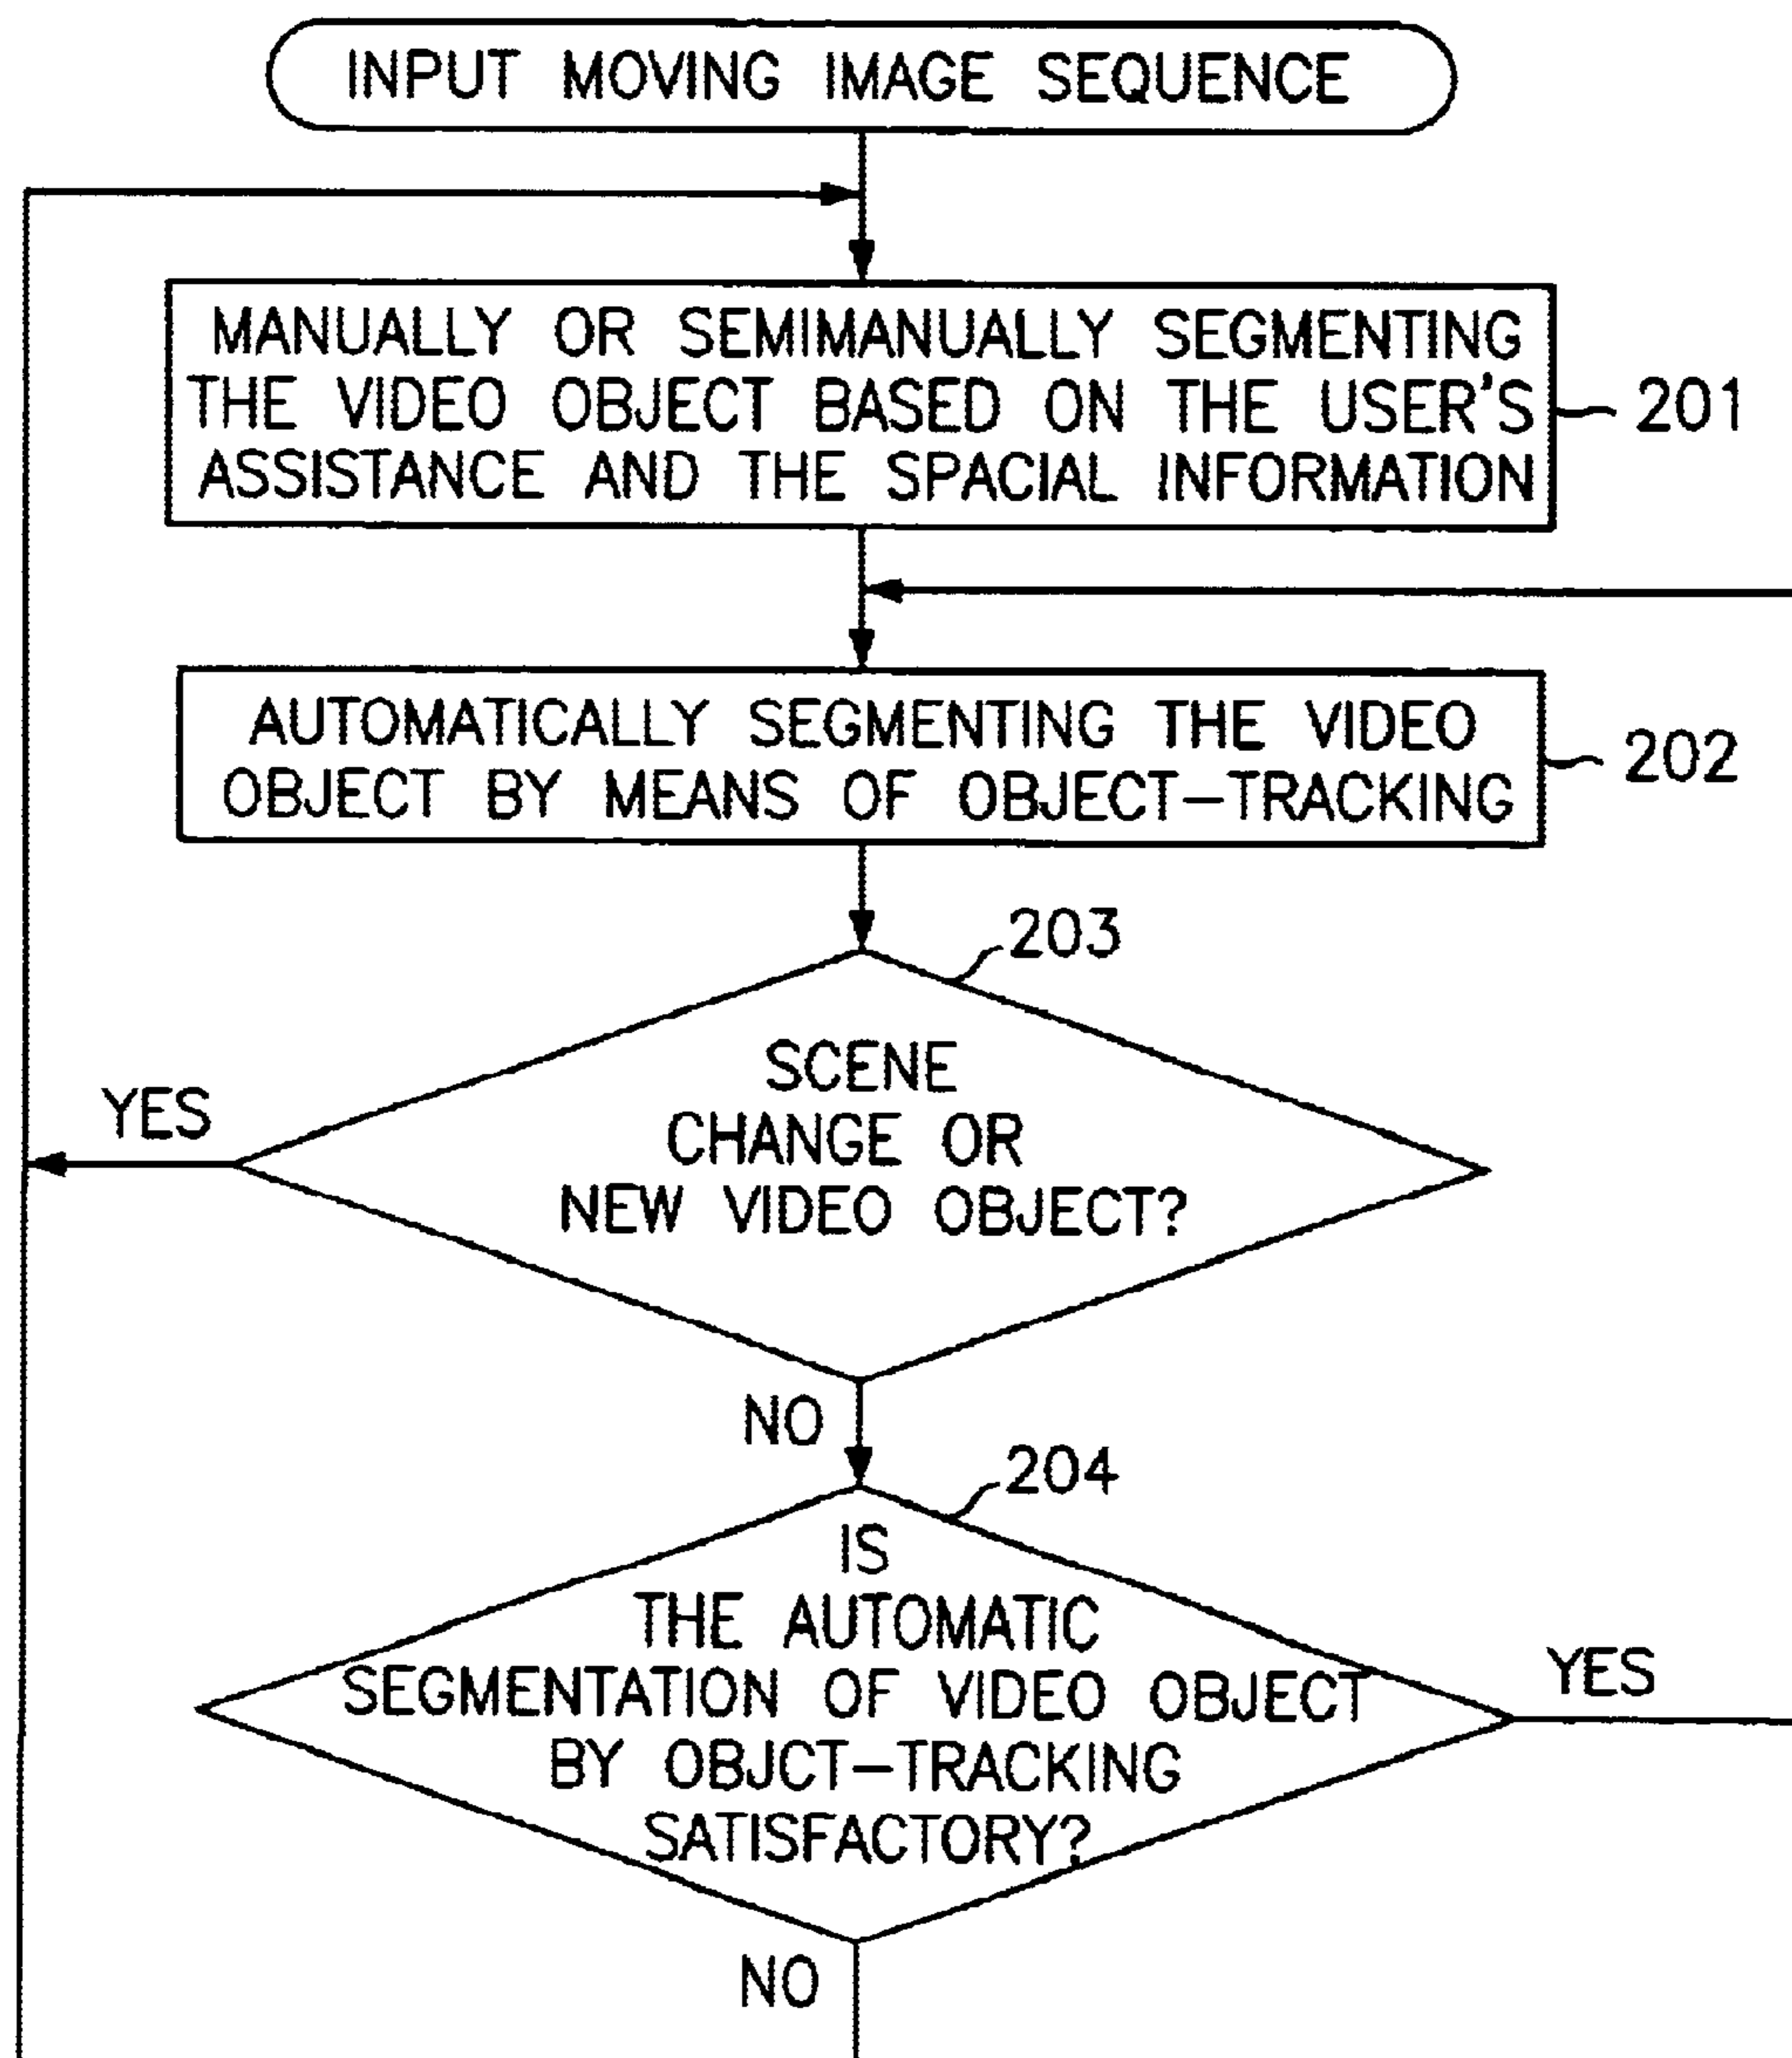 INPUT MOVING IMAGE SEQUENCE
MANUALLY OR SEMIMANUALLY SEGMENTING
THE VIDEO OBJECT BASED ON THE USER'S
ASSISTANCE AND THE SPACIAL INFORMATION
201
AUTOMATICALLY SEGMENTING THE VIDEO
OBJECT BY MEANS OF OBJECT-TRACKING
202
203
SCENE
CHANGE OR
NEW VIDEO OBJECT?
YES
NO
204
IS
THE AUTOMATIC
SEGMENTATION OF VIDEO OBJECT
BY OBJCT-TRACKING
SATISFACTORY?
YES
NO